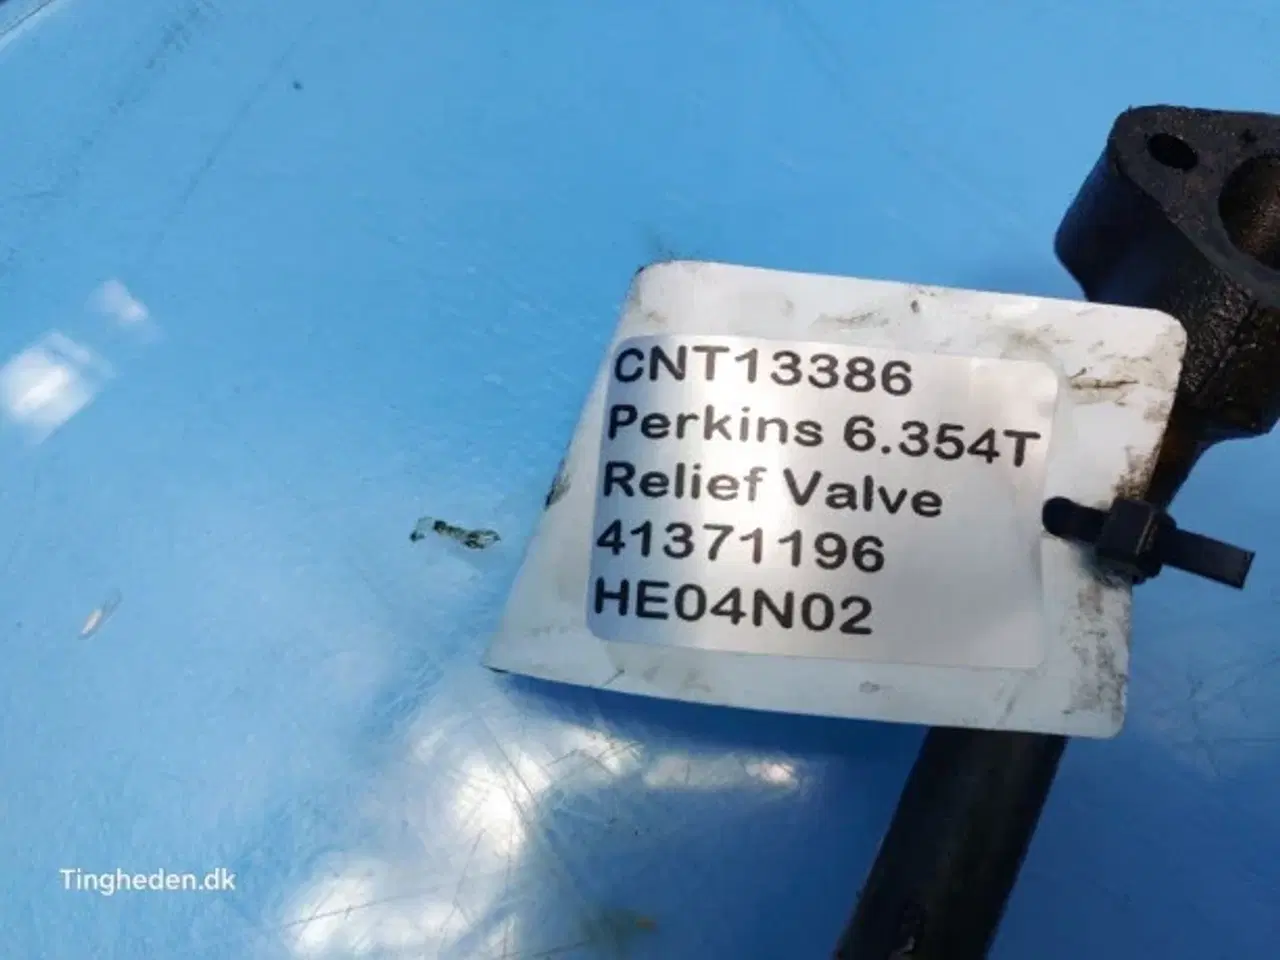 CNT13386
Perkins 6.354T
Relief Valve
41371196
HE04N02
Tingheden.dk